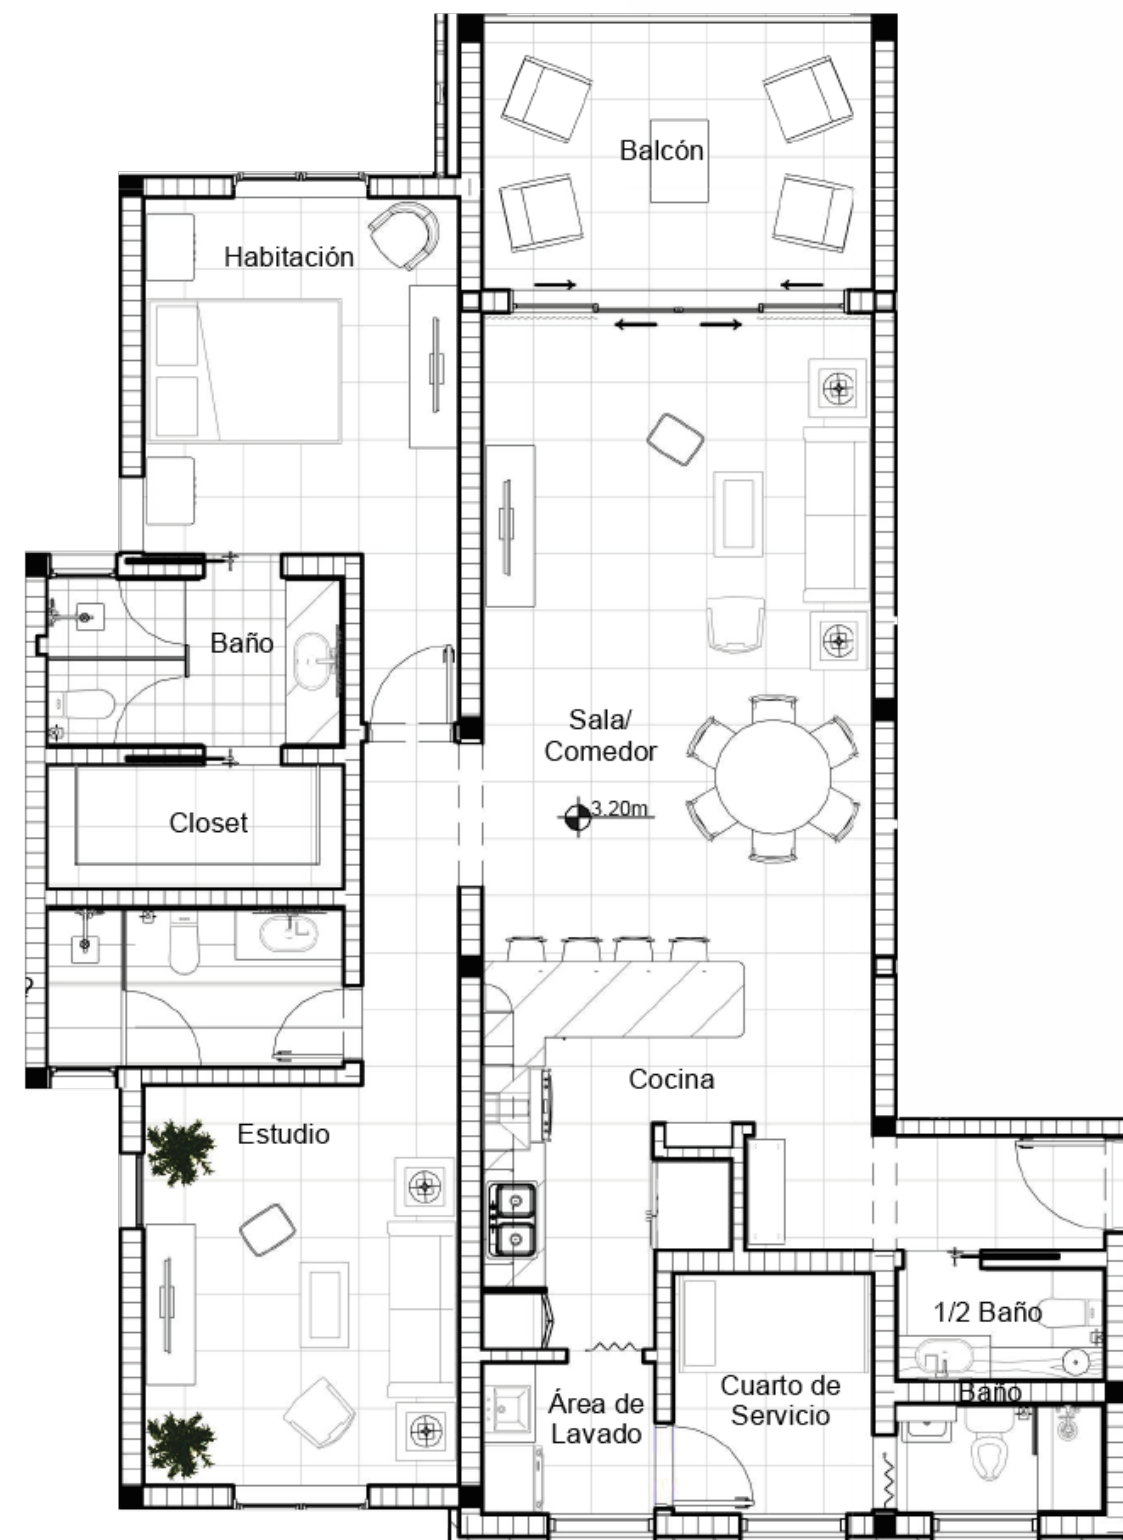 Balcón
Habitación
Baño
Sala/
Comedor
3.20m
Closet
?
Cocina
Estudio
1/2 Baño
Cuarto de
Servicio
Baño
Área de
Lavado